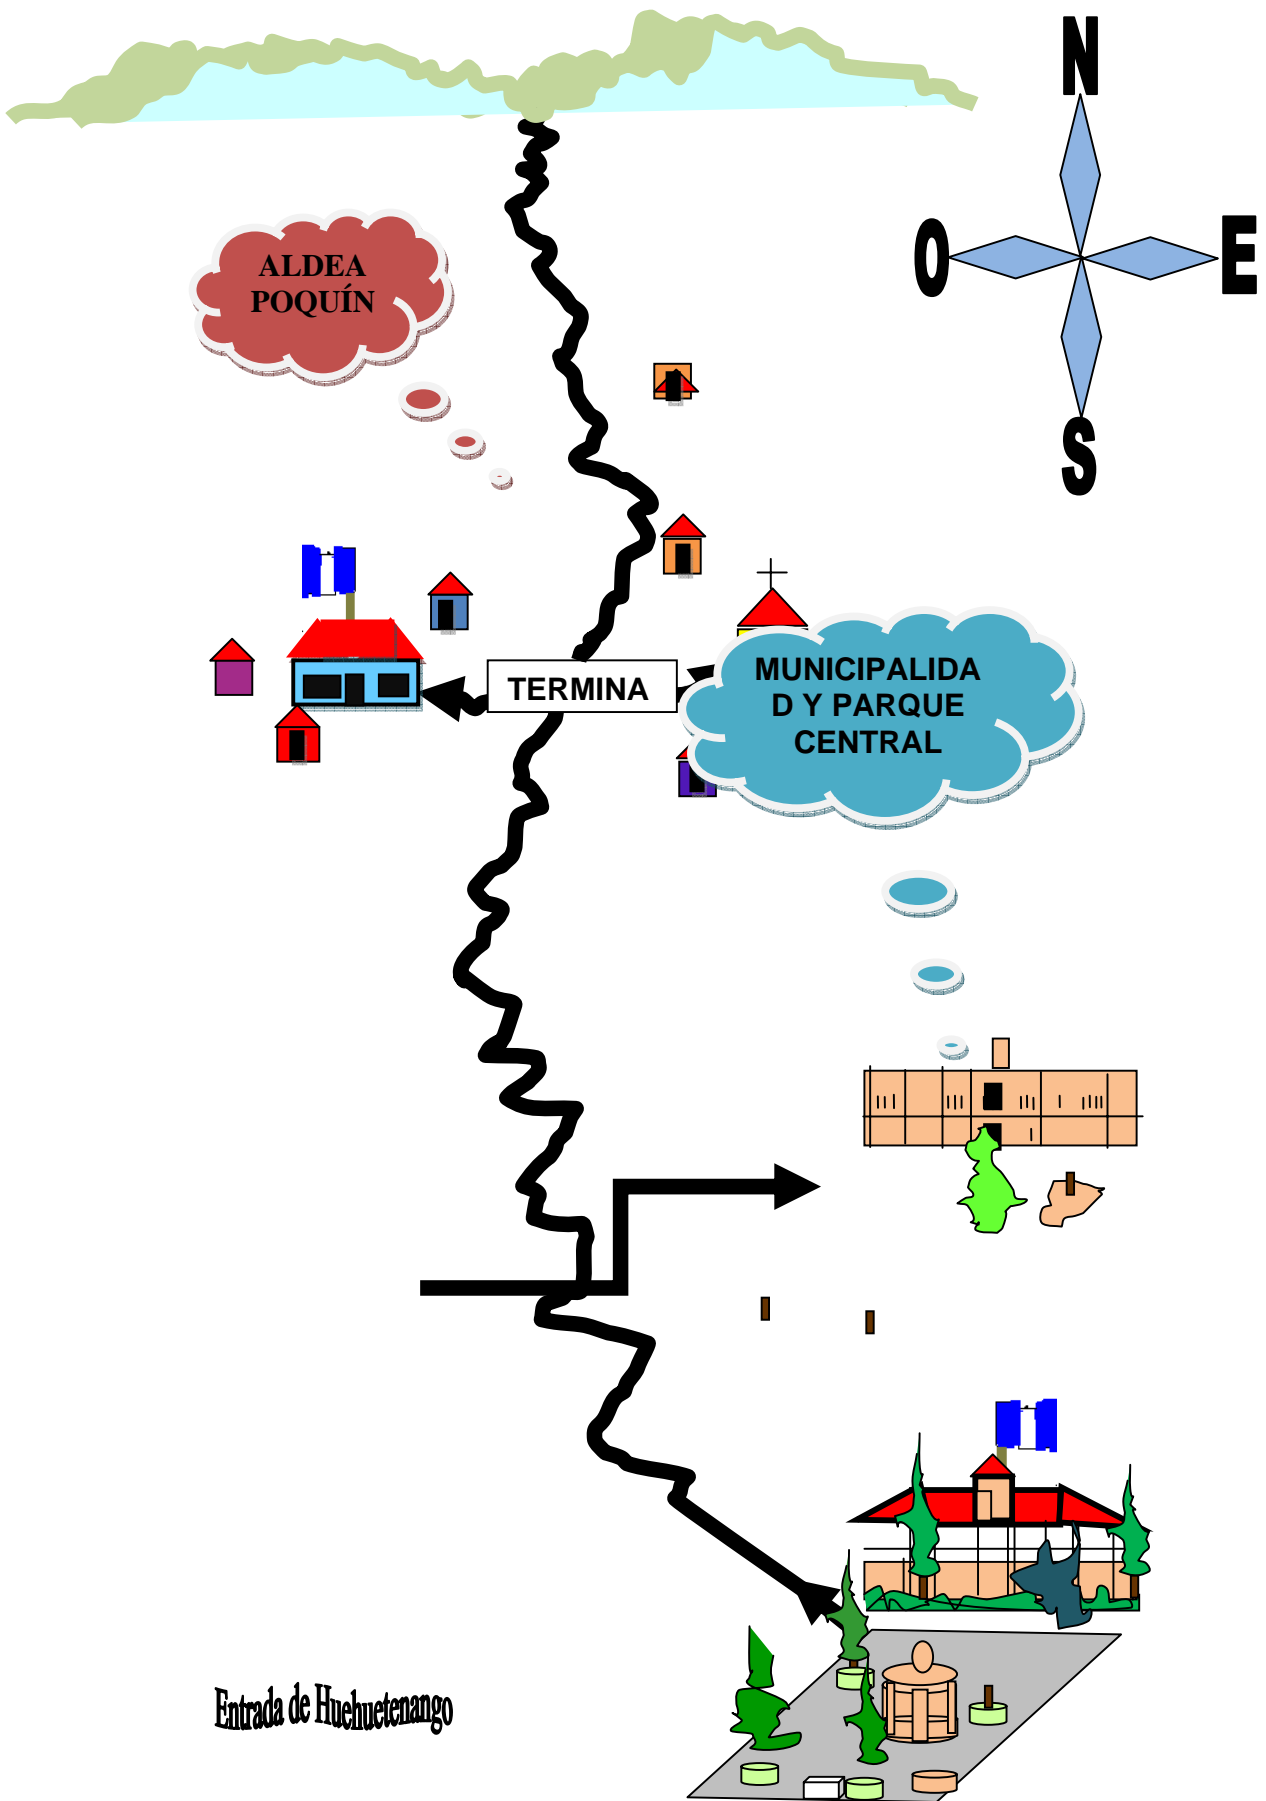 N
O
E
S
ALDEA
POQUÍN
TERMINA
MUNICIPALIDA
D Y PARQUE
CENTRAL
Entrada de Huehuetenango